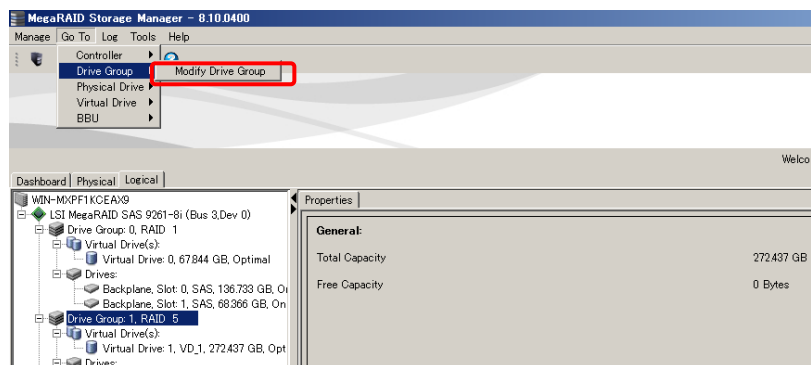 MegaRAID Storage Manager - 8.10.0400
Manage Go To Log Tools Help
Controller
Drive Group Modify Drive Group
Physical Drive
Virtual Drive
BBU
Welco
Dashboard Physical Logical
WIN-MXPF1KCEAX9
LSI MegaRAID SAS 9261-8i (Bus 3,Dev 0)
Drive Group: 0, RAID 1
Virtual Drive(s):
Virtual Drive: 0, 67.844 GB, Optimal
Drives:
Backplane, Slot: 0, SAS, 136.733 GB, On
Backplane, Slot: 1, SAS, 68.366 GB, On
Drive Group: 1, RAID 5
Virtual Drive(s):
Virtual Drive: 1, VD_1, 272.437 GB, Opt
Drives:
Properties
General:
Total Capacity 272.437 GB
Free Capacity 0 Bytes